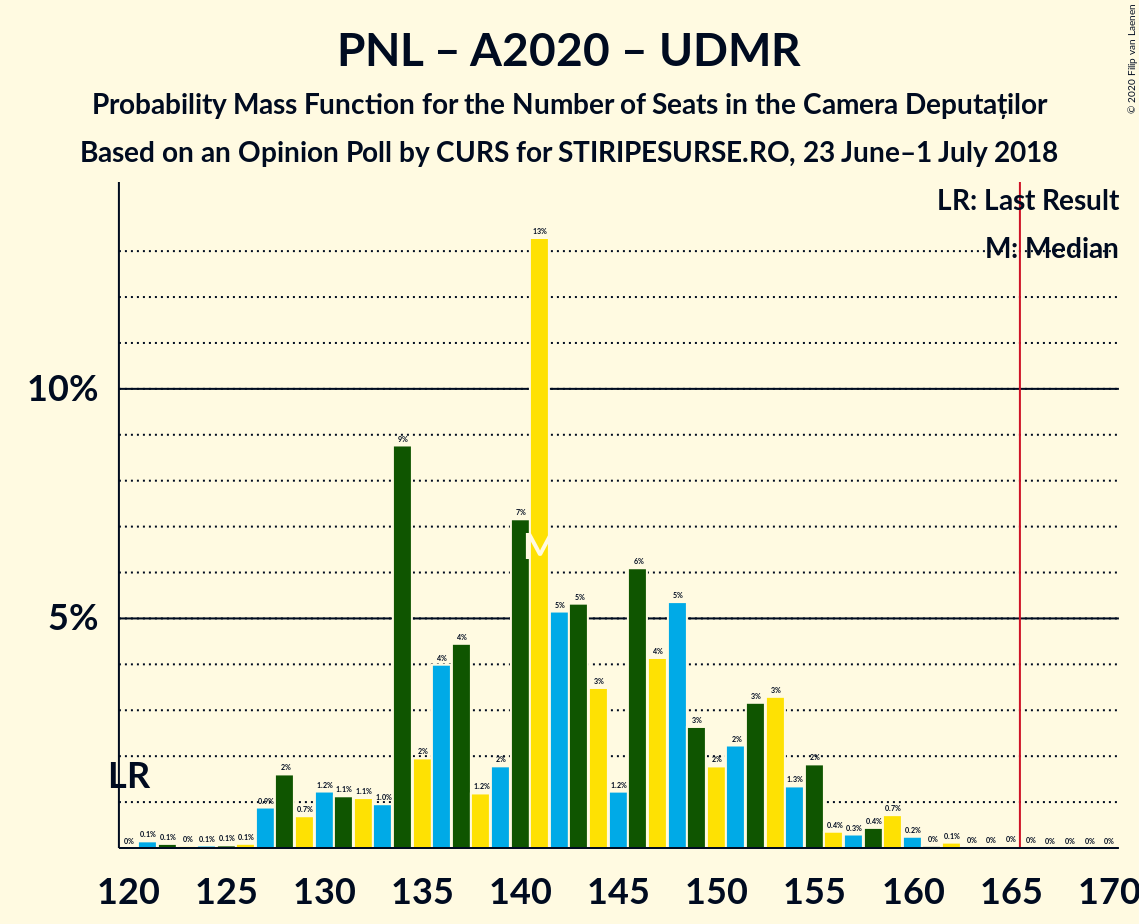 PNL – A2020 – UDMR
Probability Mass Function for the Number of Seats in the Camera Deputaților
Based on an Opinion Poll by CURS for STIRIPESURSE.RO, 23 June–1 July 2018
© 2020 Filip van Laenen
LR: Last Result
M: Median
10%
5%
LR
M
0% 0.1% 0.1% 0% 0.1% 0.1% 0.1% 0.9% 2% 0.7% 1.2% 1.1% 1.1% 1.0% 9% 2% 4% 4% 1.2% 2% 7% 13% 5% 5% 3% 1.2% 6% 4% 5% 3% 2% 2% 3% 3% 1.3% 2% 0.4% 0.3% 0.4% 0.7% 0.2% 0% 0.1% 0% 0% 0% 0% 0% 0% 0% 0%
120 125 130 135 140 145 150 155 160 165 170